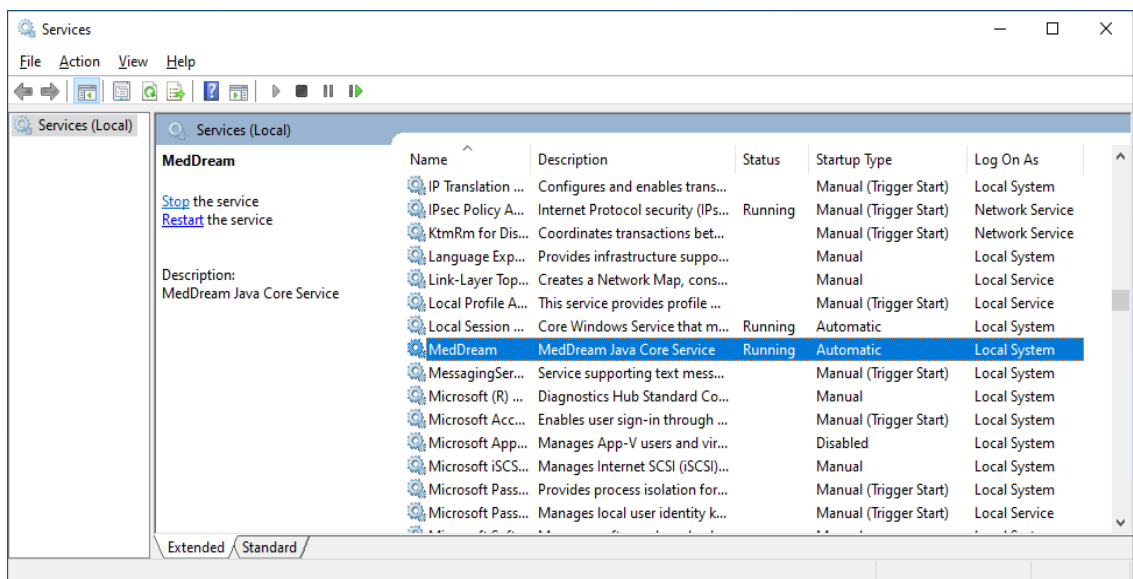 Services
File Action View Help
Services (Local)
Services (Local)
MedDream
Stop the service
Restart the service
Description:
MedDream Java Core Service
Name Description Status Startup Type Log On As
IP Translation ... Configures and enables trans... Manual (Trigger Start) Local System
IPsec Policy A... Internet Protocol security (IPs... Running Manual (Trigger Start) Network Service
KtmRm for Dis... Coordinates transactions bet... Manual (Trigger Start) Network Service
Language Exp... Provides infrastructure suppo... Manual Local System
Link-Layer Top... Creates a Network Map, cons... Manual Local Service
Local Profile A... This service provides profile ... Manual (Trigger Start) Local Service
Local Session ... Core Windows Service that m... Running Automatic Local System
MedDream MedDream Java Core Service Running Automatic Local System
MessagingSer... Service supporting text mess... Manual (Trigger Start) Local System
Microsoft (R) ... Diagnostics Hub Standard Co... Manual Local System
Microsoft Acc... Enables user sign-in through ... Manual (Trigger Start) Local System
Microsoft App... Manages App-V users and vir... Disabled Local System
Microsoft iSCS... Manages Internet SCSI (iSCSI)... Manual Local System
Microsoft Pass... Provides process isolation for... Manual (Trigger Start) Local System
Microsoft Pass... Manages local user identity k... Manual (Trigger Start) Local Service
Extended Standard